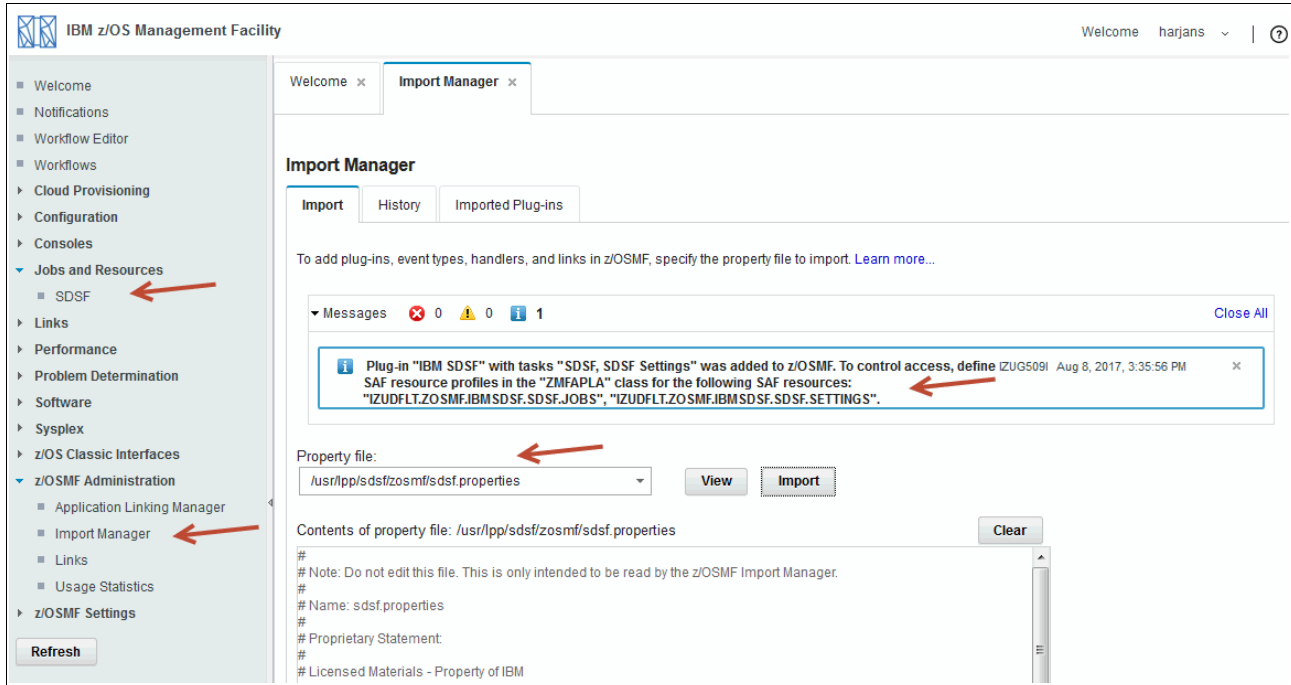 IBM z/OS Management Facility
Welcome harjans
Welcome
Notifications
Workflow Editor
Workflows
Cloud Provisioning
Configuration
Consoles
Jobs and Resources
SDSF
Links
Performance
Problem Determination
Software
Sysplex
z/OS Classic Interfaces
z/OSMF Administration
Application Linking Manager
Import Manager
Links
Usage Statistics
z/OSMF Settings
Refresh
Welcome
Import Manager
Import Manager
Import
History
Imported Plug-ins
To add plug-ins, event types, handlers, and links in z/OSMF, specify the property file to import. Learn more...
Messages 0 0 1
Close All
Plug-in "IBM SDSF" with tasks "SDSF, SDSF Settings" was added to z/OSMF. To control access, define IZUG509I Aug 8, 2017, 3:35:56 PM
SAF resource profiles in the "ZMFAPLA" class for the following SAF resources:
"IZUDFLT.ZOSMF.IBMSDSF.SDSF.JOBS", "IZUDFLT.ZOSMF.IBMSDSF.SDSF.SETTINGS".
Property file:
/usr/lpp/sdsf/zosmf/sdsf.properties
View
Import
Contents of property file: /usr/lpp/sdsf/zosmf/sdsf.properties
Clear
#
# Note: Do not edit this file. This is only intended to be read by the z/OSMF Import Manager.
#
# Name: sdsf.properties
#
# Proprietary Statement:
#
# Licensed Materials - Property of IBM